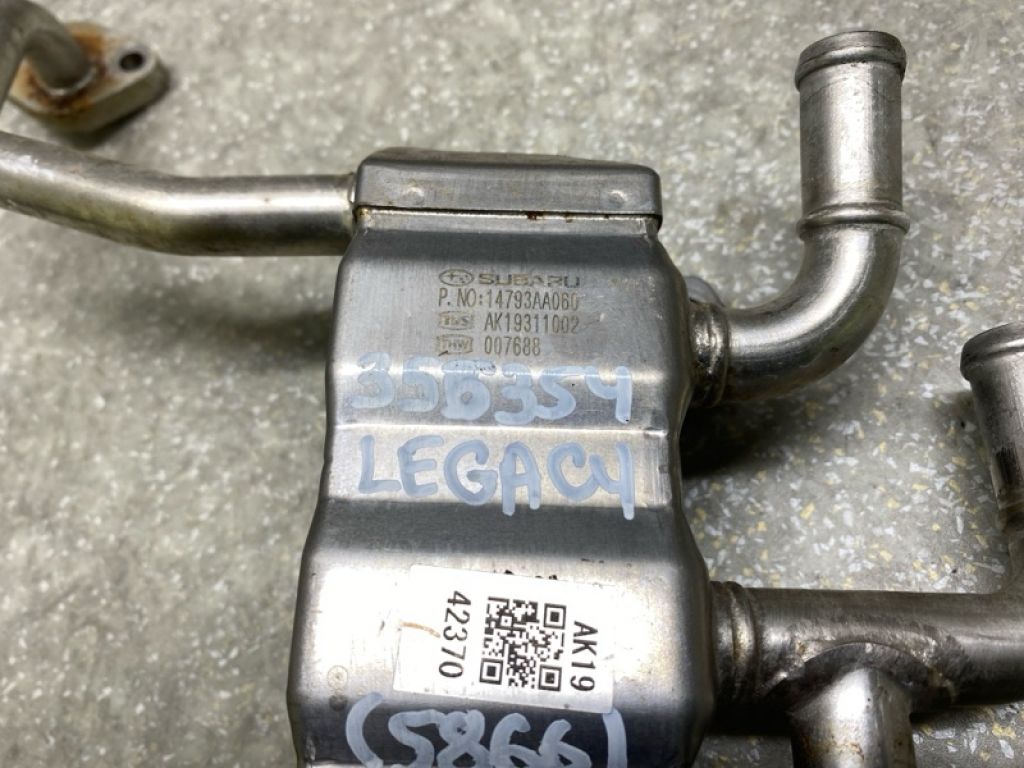 SUBARU
P. NO:14793AA060
AK19311002
007688
356354
LEGACY
AK19
42370
(5866)